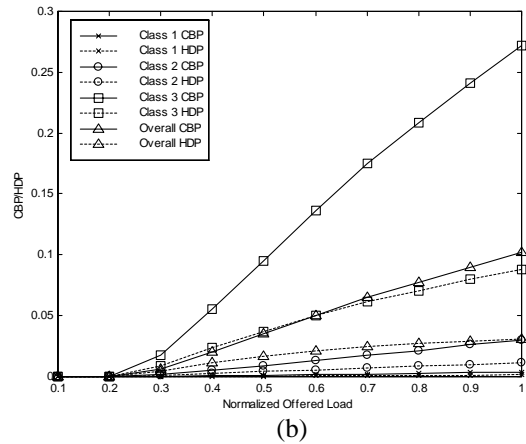 0.3
0.25
0.2
0.15
0.1
0.05
0
CBP/HDP
Class 1 CBP
Class 1 HDP
Class 2 CBP
Class 2 HDP
Class 3 CBP
Class 3 HDP
Overall CBP
Overall HDP
0.1 0.2 0.3 0.4 0.5 0.6 0.7 0.8 0.9 1
Normalized Offered Load
(b)